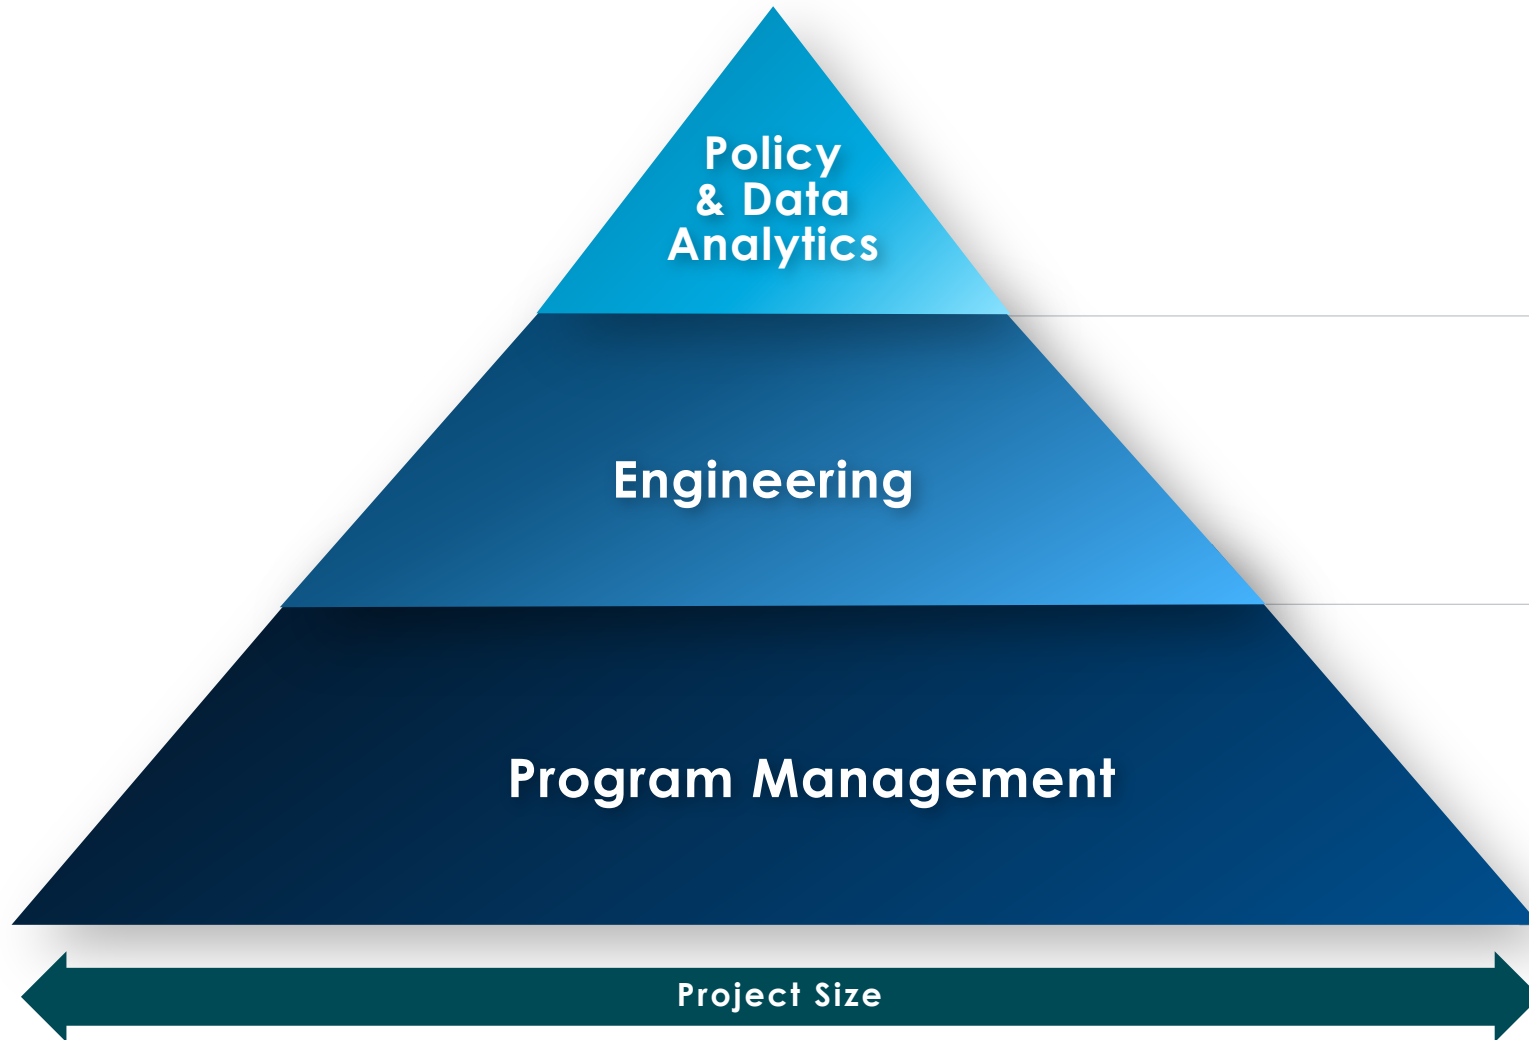 Policy
& Data
Analytics
Engineering
Program Management
Project Size